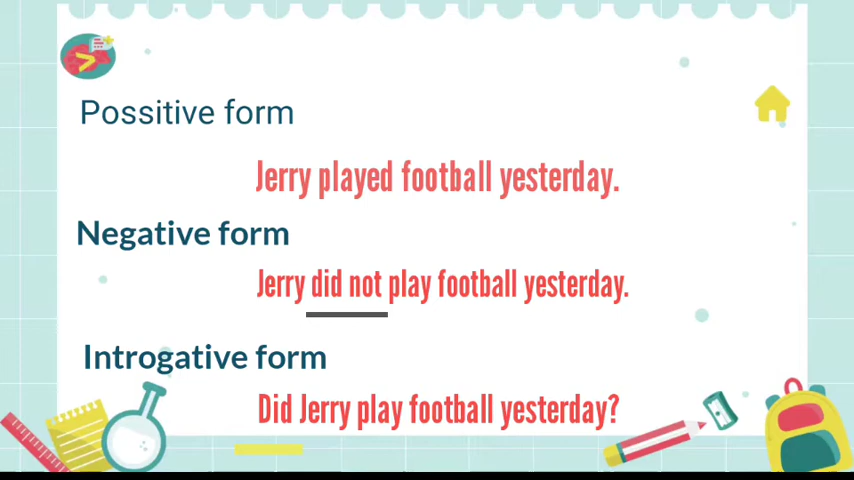 Possitive form
Jerry played football yesterday.
Negative form
Jerry did not play football yesterday.
Introgative form
Did Jerry play football yesterday?